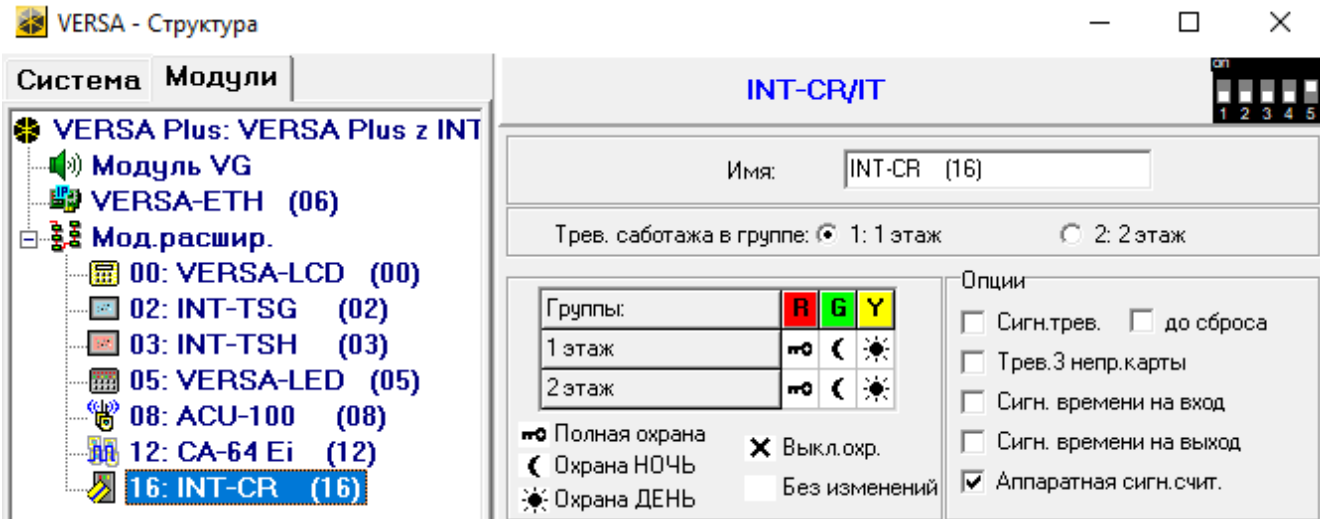 VERSA - Структура
Система Модули
VERSA Plus: VERSA Plus z INT
Модуль VG
VERSA-ETH (06)
Мод.расшир.
00: VERSA-LCD (00)
02: INT-TSG (02)
03: INT-TSH (03)
05: VERSA-LED (05)
08: ACU-100 (08)
12: CA-64 Ei (12)
16: INT-CR (16)
INT-CR/IT
on
1 2 3 4 5
Имя: INT-CR (16)
Трев. саботажа в группе: 1: 1 этаж 2: 2 этаж
Группы: R G Y
1 этаж
2 этаж
Полная охрана
Охрана НОЧЬ
Охрана ДЕНЬ
Выкл.охр.
Без изменений
Опции
Сигн.трев. до сброса
Трев.3 непр.карты
Сигн. времени на вход
Сигн. времени на выход
Аппаратная сигн.счит.